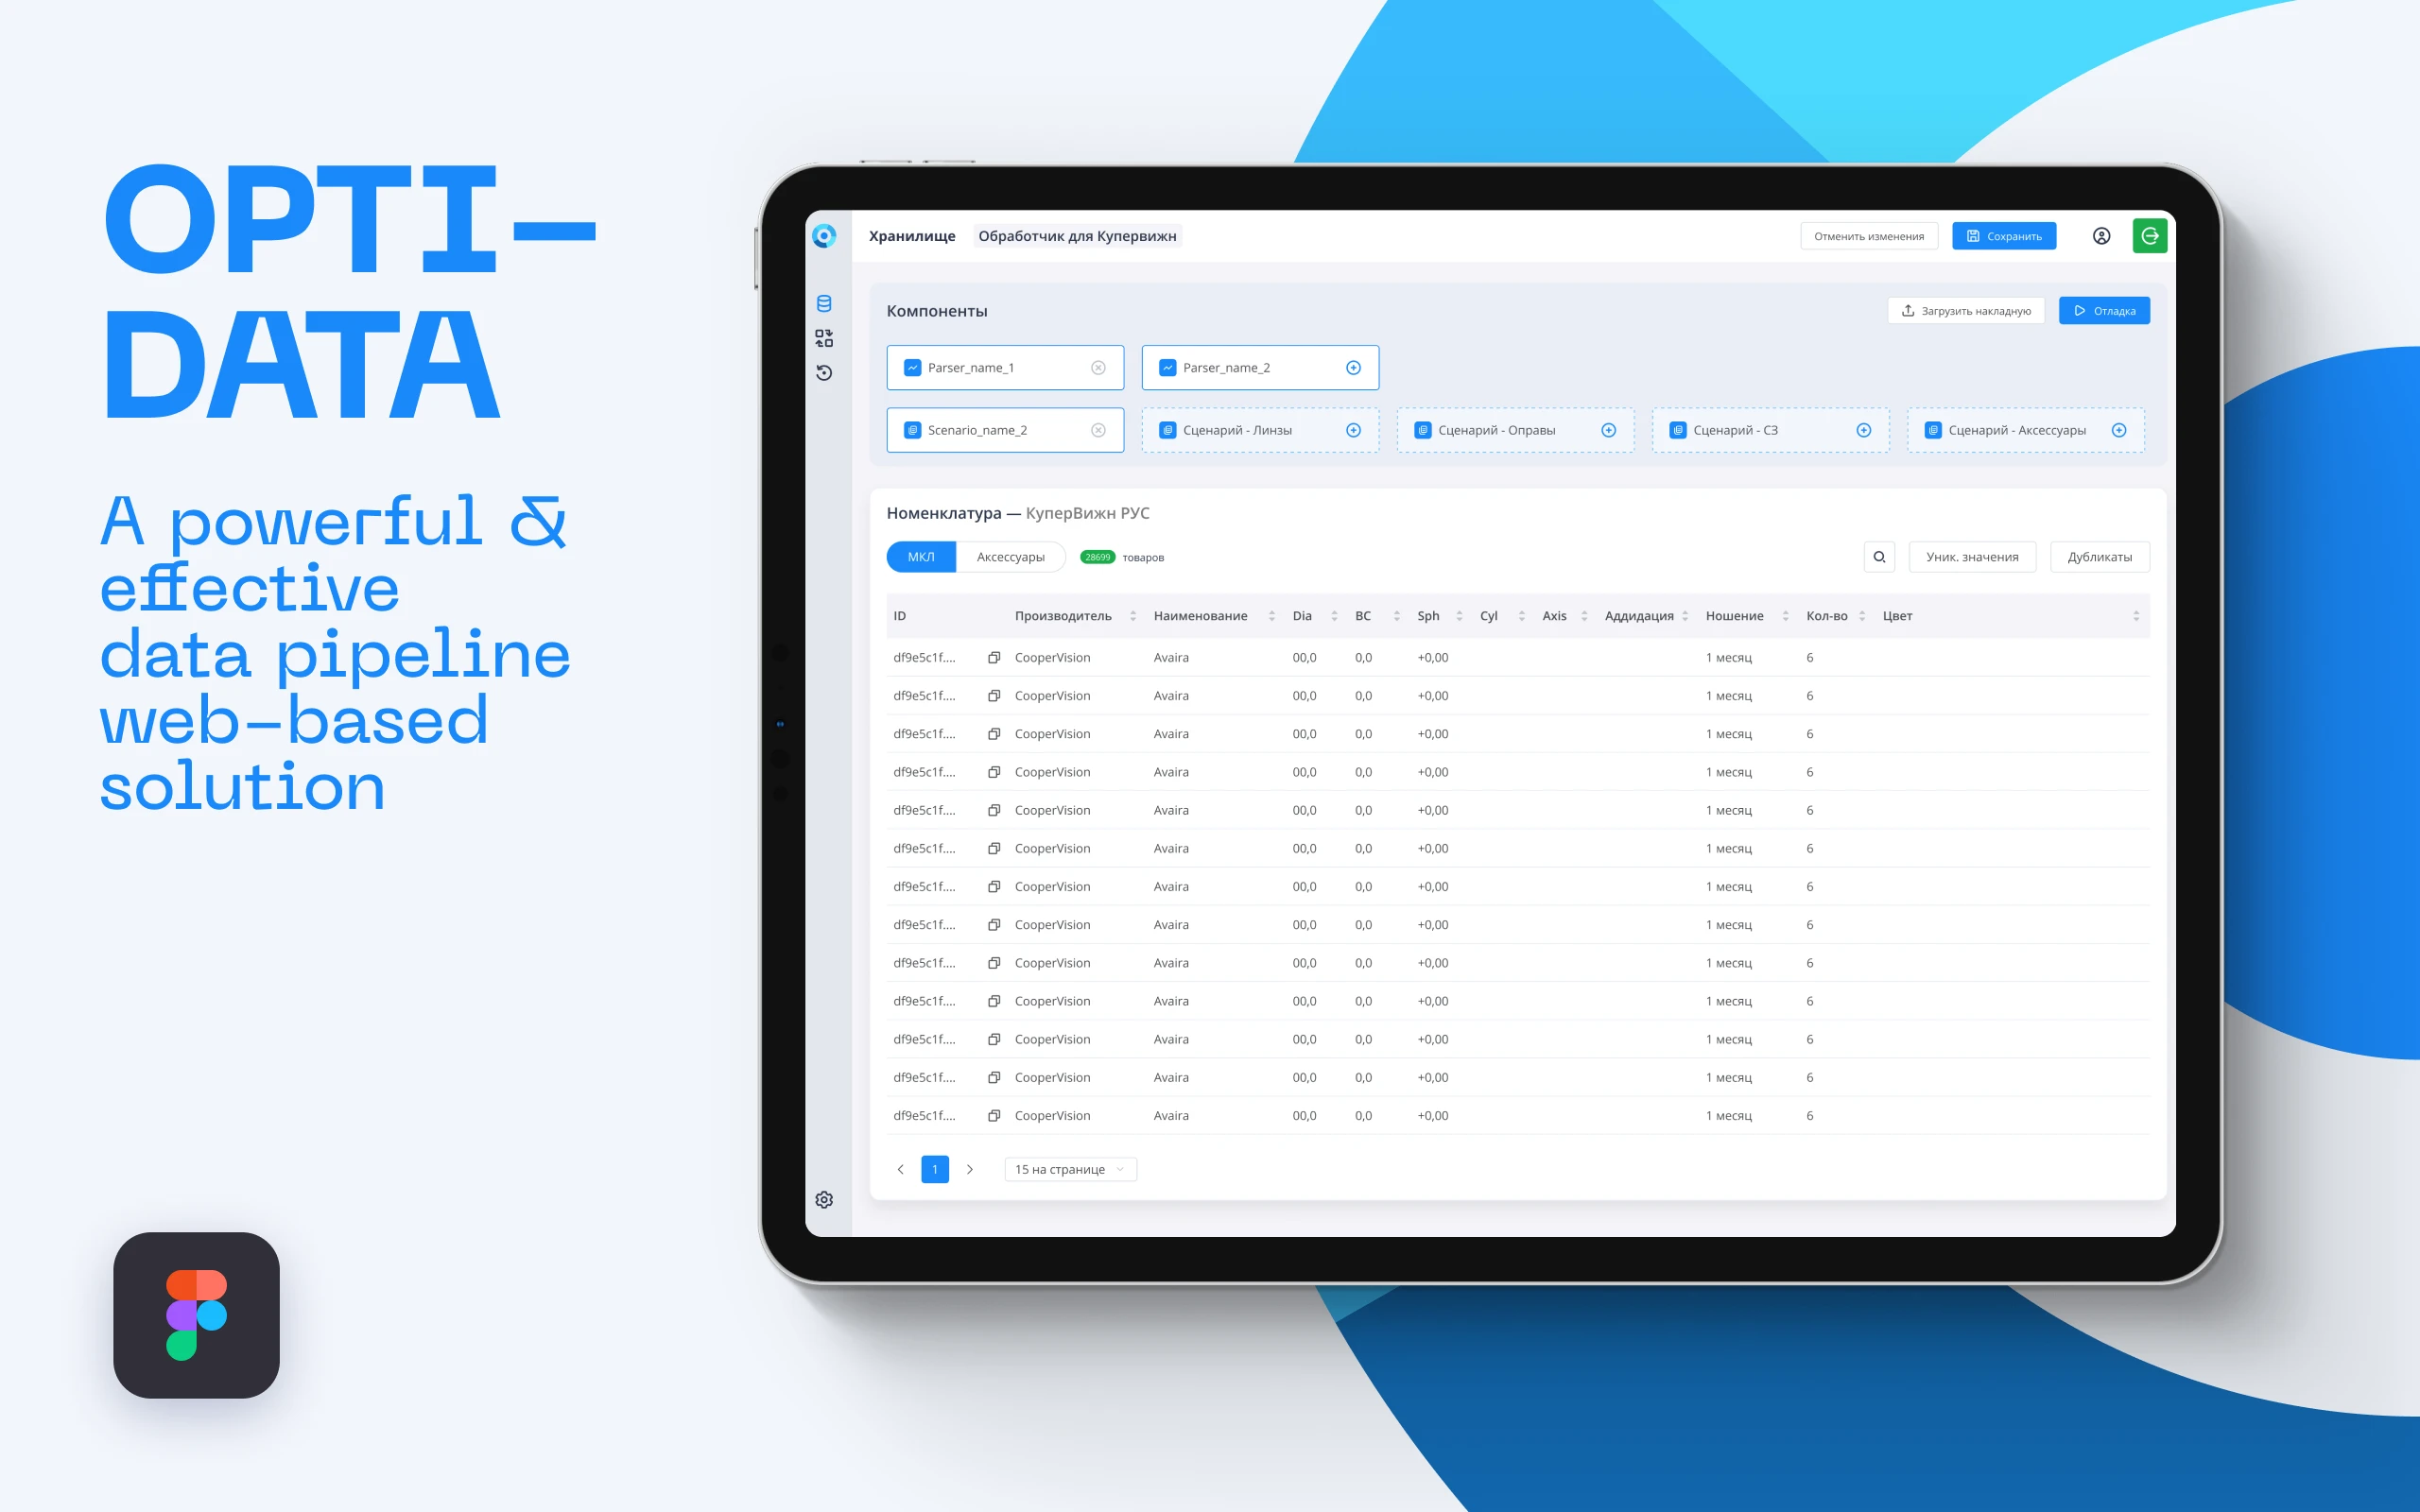 OPTI-
DATA
A powerful &
effective
data pipeline
web-based
solution
Хранилище Обработчик для Купервижн Отменить изменения Сохранить
Компоненты Загрузить накладную Отладка
Parser_name_1 Parser_name_2
Scenario_name_2 Сценарий - Линзы Сценарий - Оправы Сценарий - СЗ Сценарий - Аксессуары
Номенклатура — КуперВижн РУС
МКЛ Аксессуары 28699 товаров Уник. значения Дубликаты
ID Производитель Наименование Dia BC Sph Cyl Axis Аддидация Ношение Кол-во Цвет
df9e5c1f.... CooperVision Avaira 00,0 0,0 +0,00 1 месяц 6
df9e5c1f.... CooperVision Avaira 00,0 0,0 +0,00 1 месяц 6
df9e5c1f.... CooperVision Avaira 00,0 0,0 +0,00 1 месяц 6
df9e5c1f.... CooperVision Avaira 00,0 0,0 +0,00 1 месяц 6
df9e5c1f.... CooperVision Avaira 00,0 0,0 +0,00 1 месяц 6
df9e5c1f.... CooperVision Avaira 00,0 0,0 +0,00 1 месяц 6
df9e5c1f.... CooperVision Avaira 00,0 0,0 +0,00 1 месяц 6
df9e5c1f.... CooperVision Avaira 00,0 0,0 +0,00 1 месяц 6
df9e5c1f.... CooperVision Avaira 00,0 0,0 +0,00 1 месяц 6
df9e5c1f.... CooperVision Avaira 00,0 0,0 +0,00 1 месяц 6
df9e5c1f.... CooperVision Avaira 00,0 0,0 +0,00 1 месяц 6
df9e5c1f.... CooperVision Avaira 00,0 0,0 +0,00 1 месяц 6
df9e5c1f.... CooperVision Avaira 00,0 0,0 +0,00 1 месяц 6
1 15 на странице